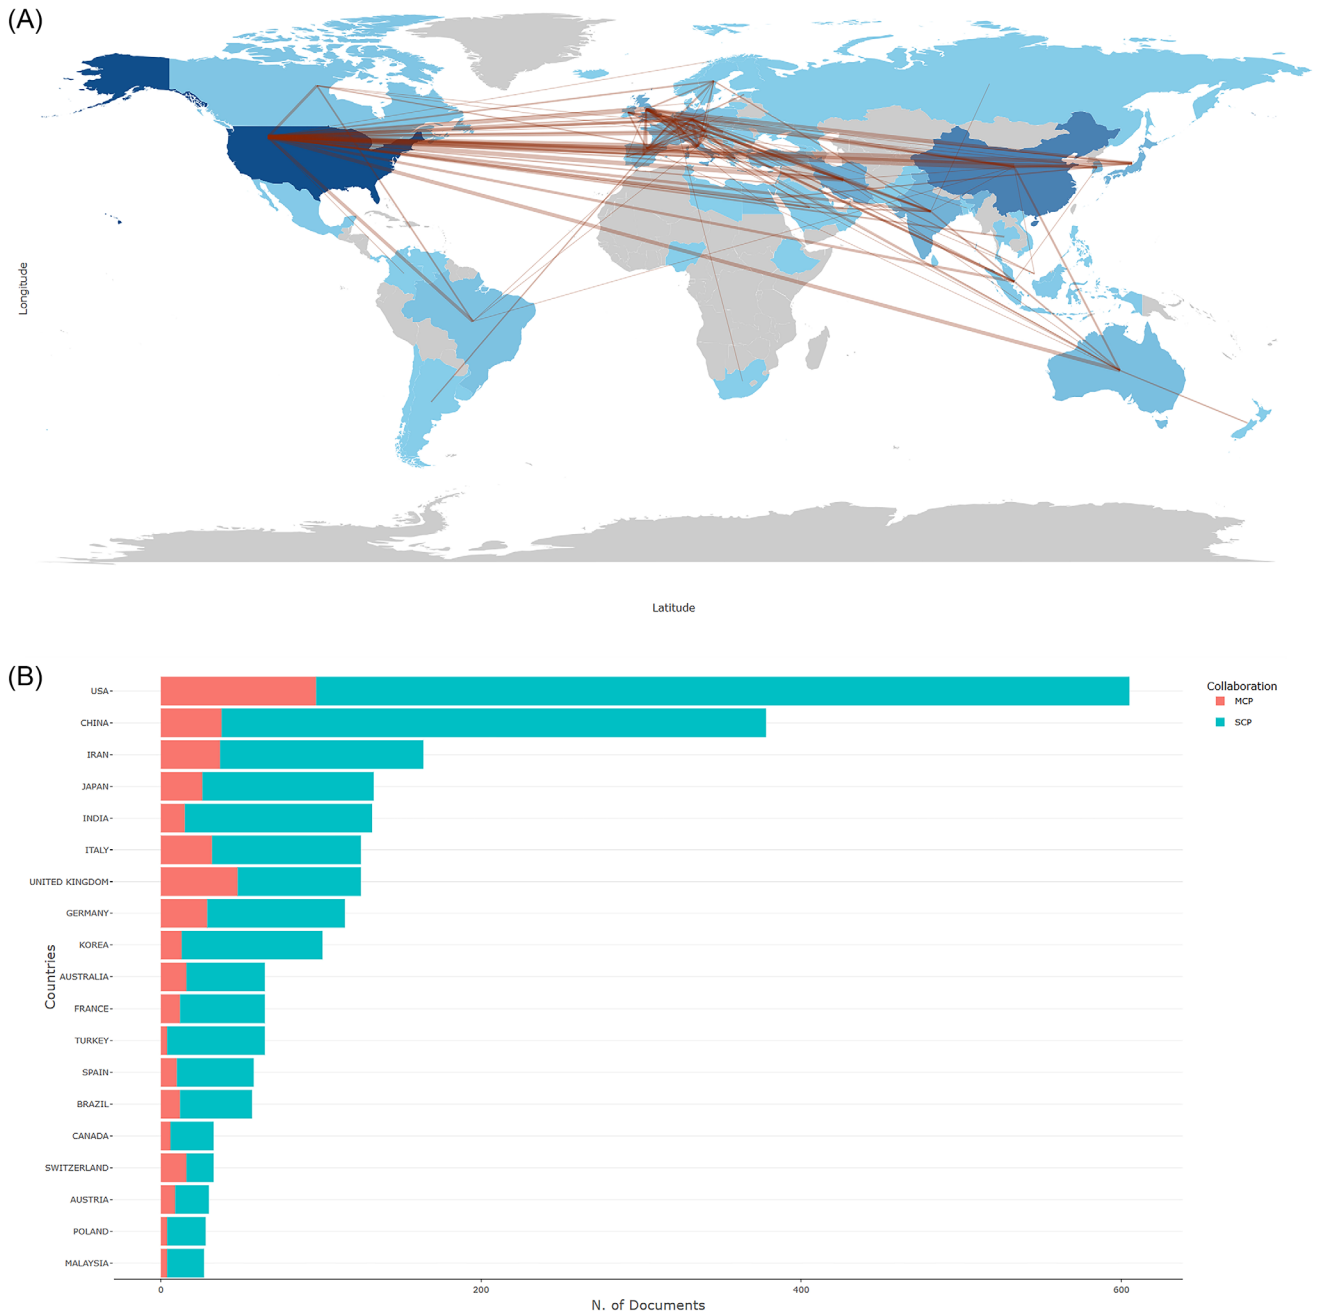 (A)
Longitude
Latitude
(B)
USA
CHINA
IRAN
JAPAN
INDIA
ITALY
UNITED KINGDOM
GERMANY
KOREA
AUSTRALIA
FRANCE
TURKEY
SPAIN
BRAZIL
CANADA
SWITZERLAND
AUSTRIA
POLAND
MALAYSIA
Countries
0 200 400 600
N. of Documents
Collaboration
MCP
SCP